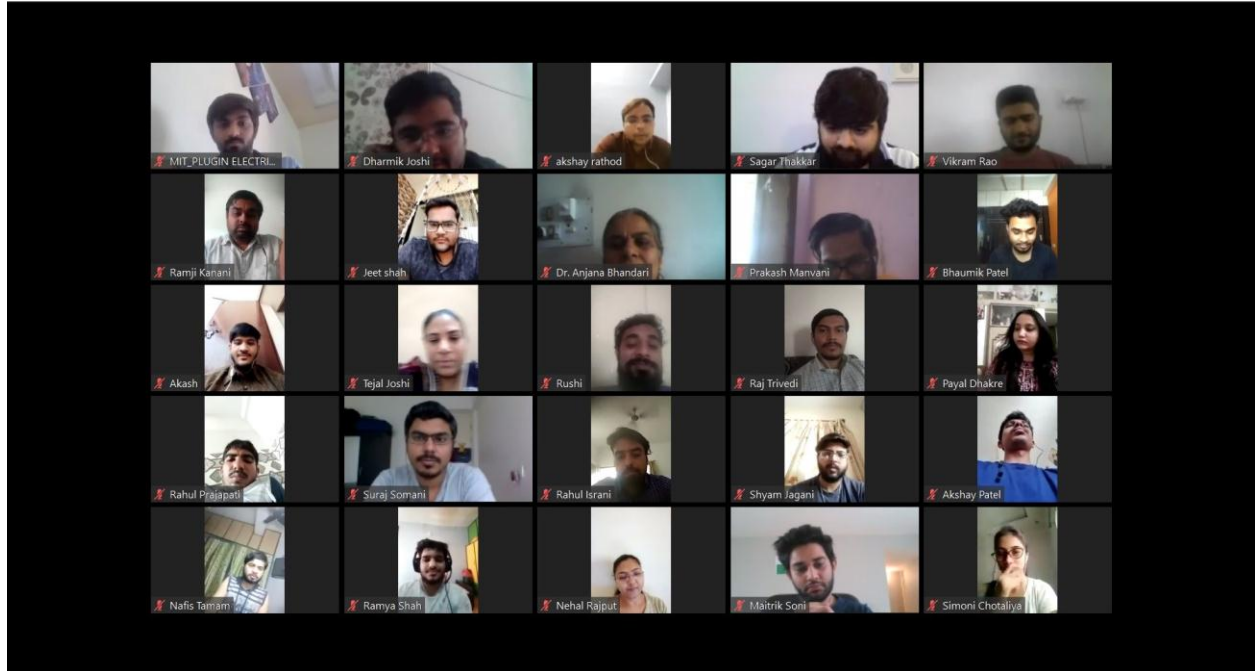 MIT_PLUGIN ELECTRI...
Dharmik Joshi
akshay rathod
Sagar Thakkar
Vikram Rao
Ramji Kanani
Jeet shah
Dr. Anjana Bhandari
Prakash Manvani
Bhaumik Patel
Akash
Tejal Joshi
Rushi
Raj Trivedi
Payal Dhakre
Rahul Prajapati
Suraj Somani
Rahul Israni
Shyam Jagani
Akshay Patel
Nafis Tamam
Ramya Shah
Nehal Rajput
Maitrik Soni
Simoni Chotaliya